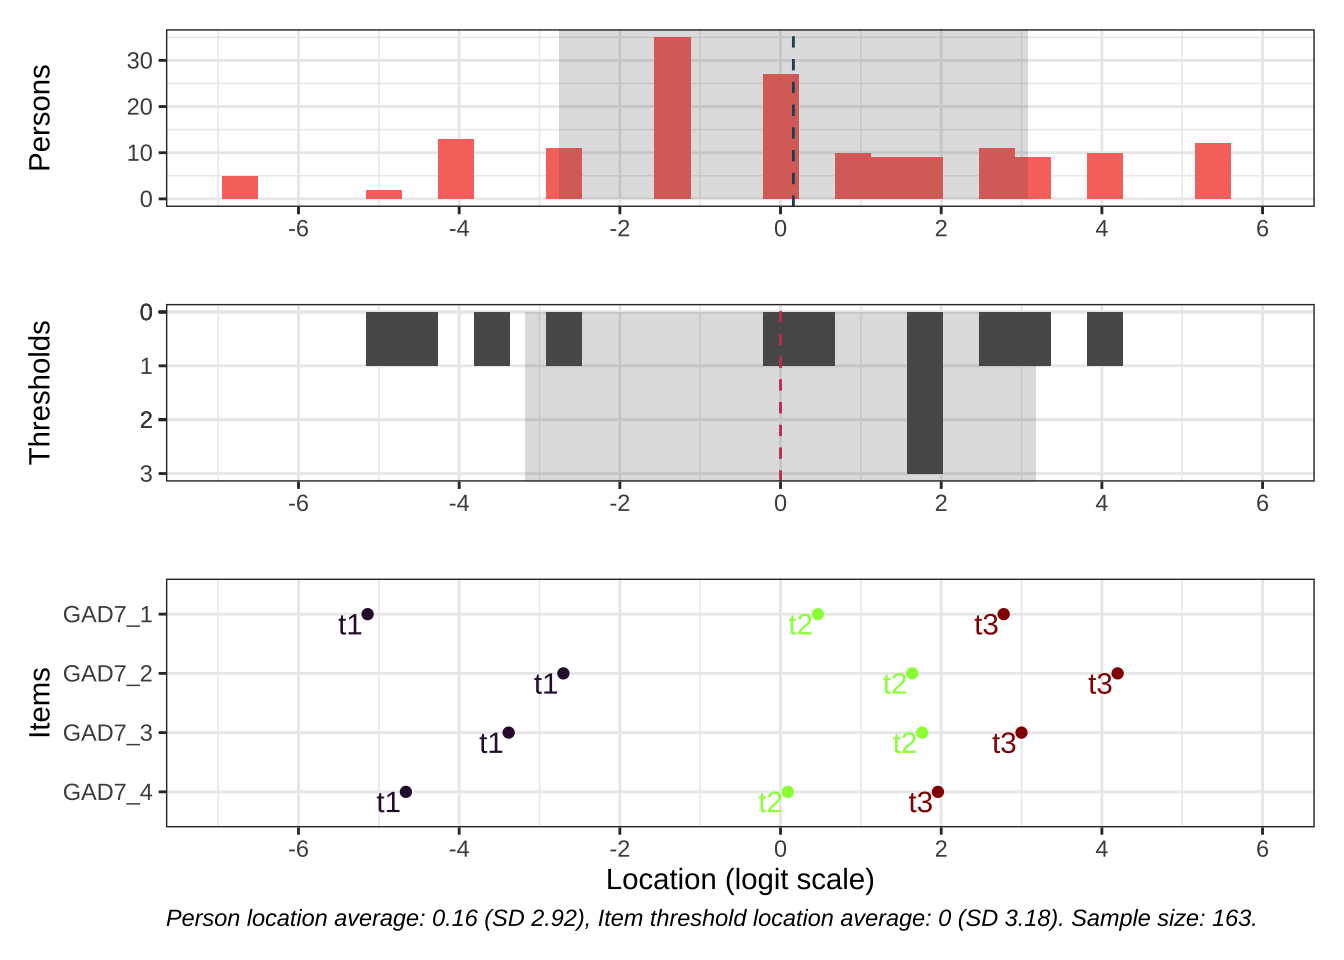 Persons
30
20
10
0
-6 -4 -2 0 2 4 6
Thresholds
0
1
2
3
-6 -4 -2 0 2 4 6
Items
GAD7_1 t1 t2 t3
GAD7_2 t1 t2 t3
GAD7_3 t1 t2 t3
GAD7_4 t1 t2 t3
-6 -4 -2 0 2 4 6
Location (logit scale)
Person location average: 0.16 (SD 2.92), Item threshold location average: 0 (SD 3.18). Sample size: 163.